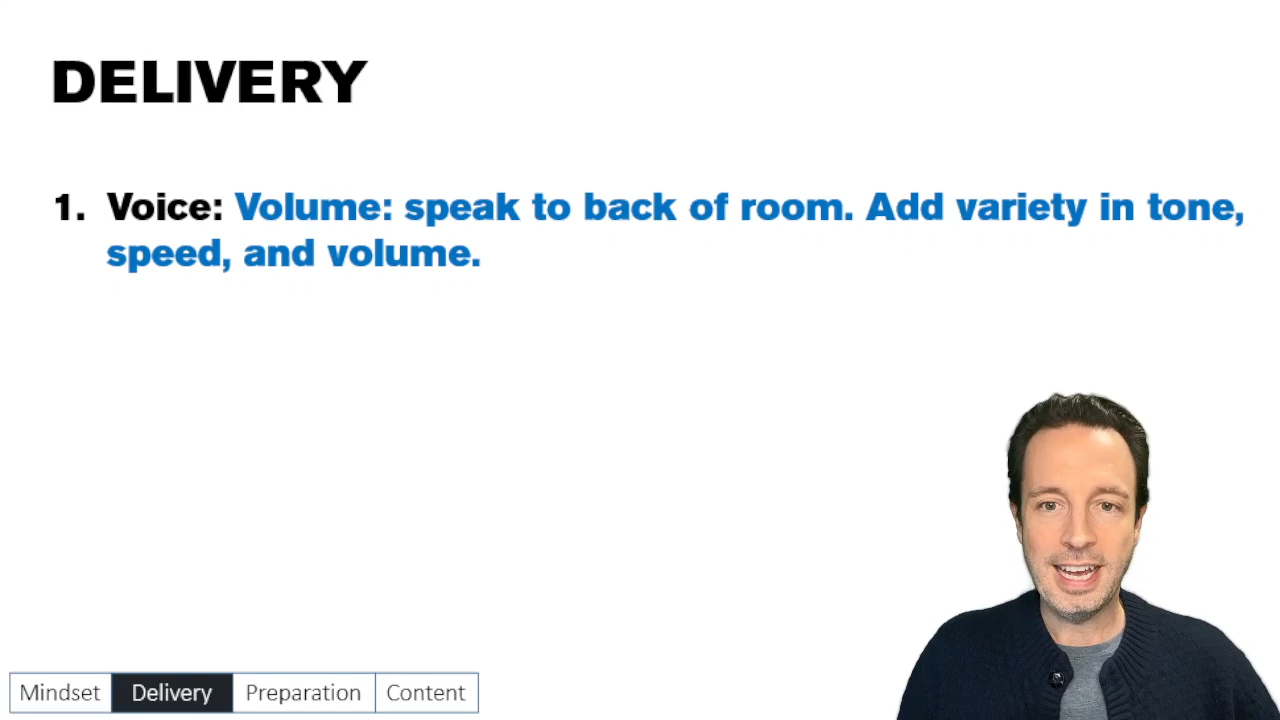 DELIVERY
1. Voice: Volume: speak to back of room. Add variety in tone,
speed, and volume.
Mindset Delivery Preparation Content